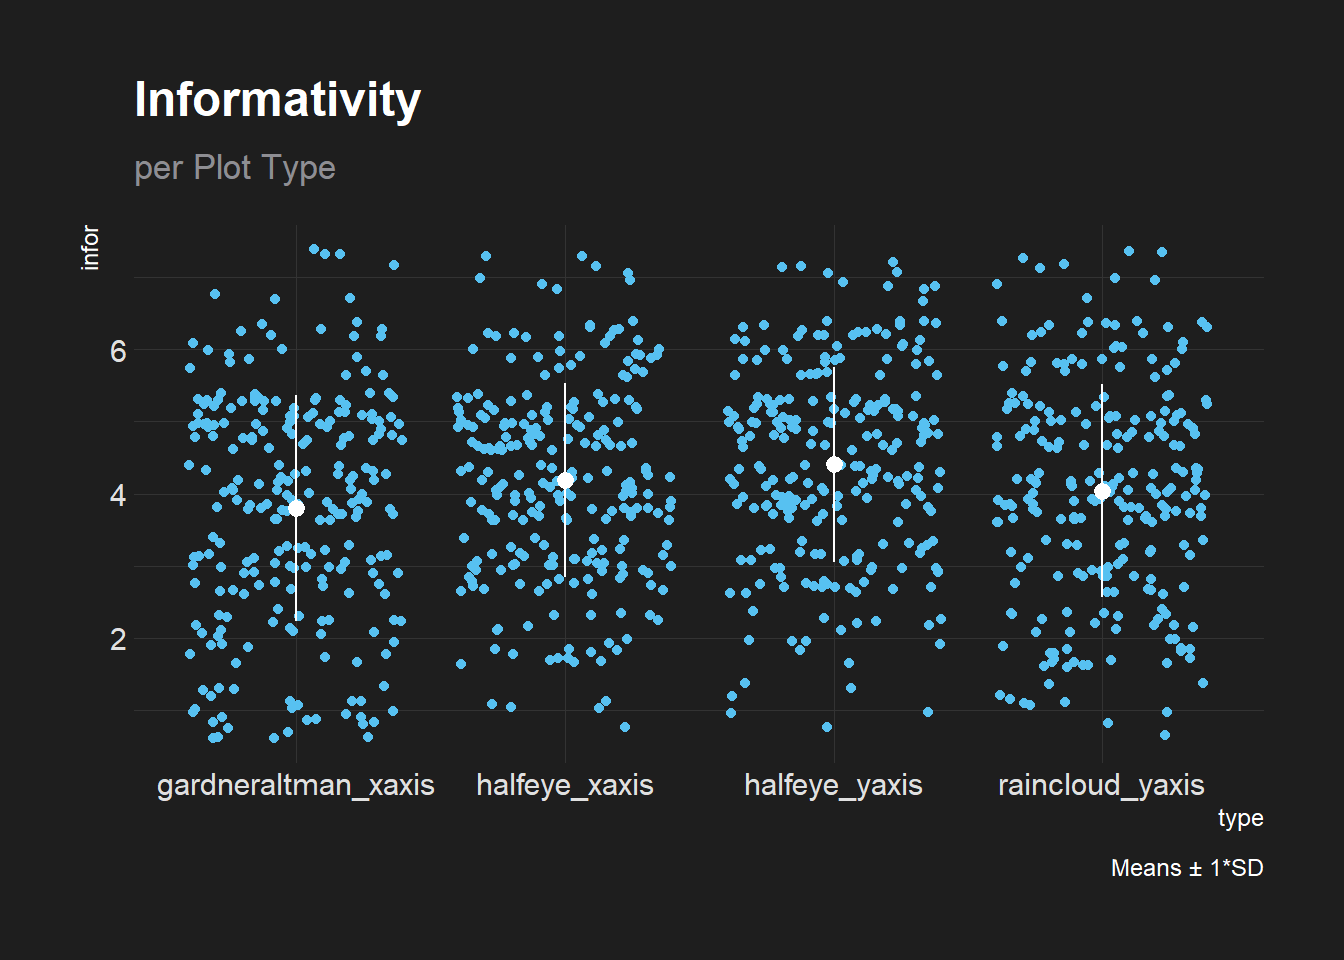 Informativity
per Plot Type
infor
6
4
2
gardneraltman_xaxis halfeye_xaxis halfeye_yaxis raincloud_yaxis
type
Means ± 1*SD